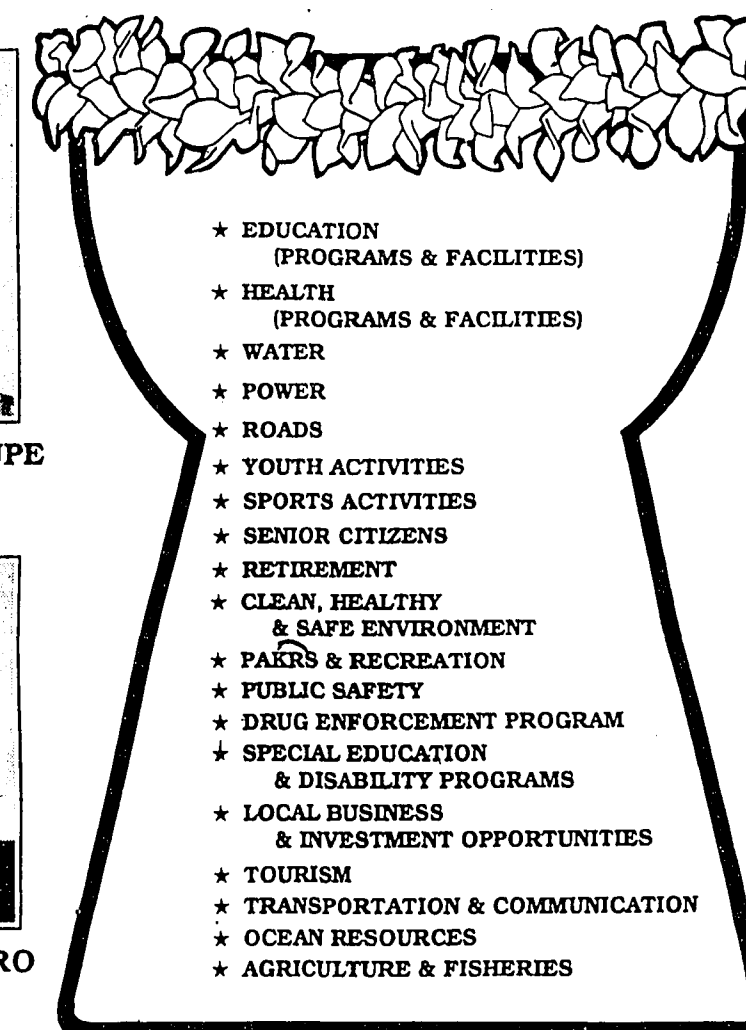 ★ EDUCATION
(PROGRAMS & FACILITIES)
★ HEALTH
(PROGRAMS & FACILITIES)
★ WATER
★ POWER
★ ROADS
★ YOUTH ACTIVITIES
★ SPORTS ACTIVITIES
★ SENIOR CITIZENS
★ RETIREMENT
★ CLEAN, HEALTHY
& SAFE ENVIRONMENT
★ PAKRS & RECREATION
★ PUBLIC SAFETY
★ DRUG ENFORCEMENT PROGRAM
★ SPECIAL EDUCATION
& DISABILITY PROGRAMS
★ LOCAL BUSINESS
& INVESTMENT OPPORTUNITIES
★ TOURISM
★ TRANSPORTATION & COMMUNICATION
★ OCEAN RESOURCES
★ AGRICULTURE & FISHERIES
UPE
RO